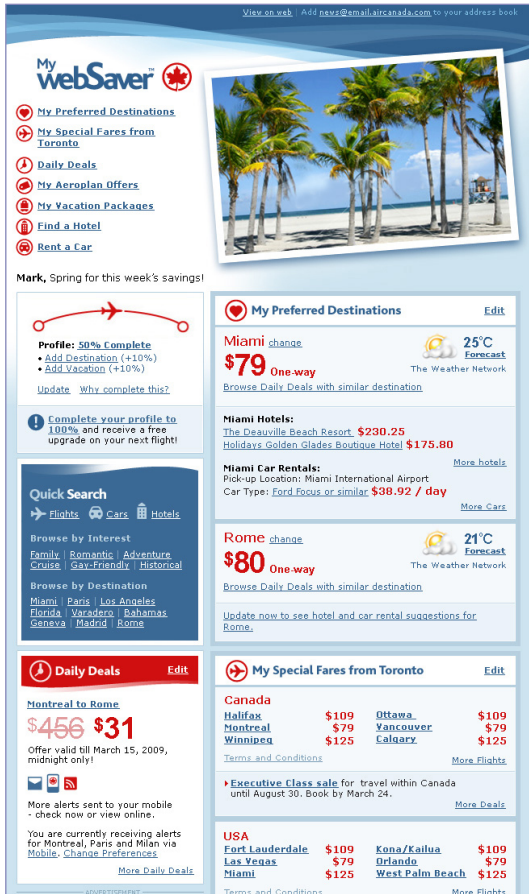 View on web | Add news@email.aircanada.com to your address book
My
webSaver™
My Preferred Destinations
My Special Fares from
Toronto
Daily Deals
My Aeroplan Offers
My Vacation Packages
Find a Hotel
Rent a Car
Mark, Spring for this week's savings!
Profile: 50% Complete
• Add Destination (+10%)
• Add Vacation (+10%)
Update Why complete this?
Complete your profile to
100% and receive a free
upgrade on your next flight!
Quick Search
Flights Cars Hotels
Browse by Interest
Family | Romantic | Adventure
Cruise | Gay-Friendly | Historical
Browse by Destination
Miami | Paris | Los Angeles
Florida | Varadero | Bahamas
Geneva | Madrid | Rome
Daily Deals Edit
Montreal to Rome
$456 $31
Offer valid till March 15, 2009,
midnight only!
More alerts sent to your mobile
- check now or view online.
You are currently receiving alerts
for Montreal, Paris and Milan via
Mobile. Change Preferences
More Daily Deals
ADVERTISEMENT
My Preferred Destinations Edit
Miami change
$79 One-way
25°C
Forecast
The Weather Network
Browse Daily Deals with similar destination
Miami Hotels:
The Deauville Beach Resort $230.25
Holidays Golden Glades Boutique Hotel $175.80
More hotels
Miami Car Rentals:
Pick-up Location: Miami International Airport
Car Type: Ford Focus or similar $38.92 / day
More Cars
Rome change
$80 One-way
21°C
Forecast
The Weather Network
Browse Daily Deals with similar destination
Update now to see hotel and car rental suggestions for
Rome.
My Special Fares from Toronto Edit
Canada
Halifax $109 Ottawa $109
Montreal $79 Vancouver $79
Winnipeg $125 Calgary $125
Terms and Conditions More Flights
Executive Class sale for travel within Canada
until August 30. Book by March 24.
More Deals
USA
Fort Lauderdale $109 Kona/Kailua $109
Las Vegas $79 Orlando $79
Miami $125 West Palm Beach $125
Terms and Conditions More Flights